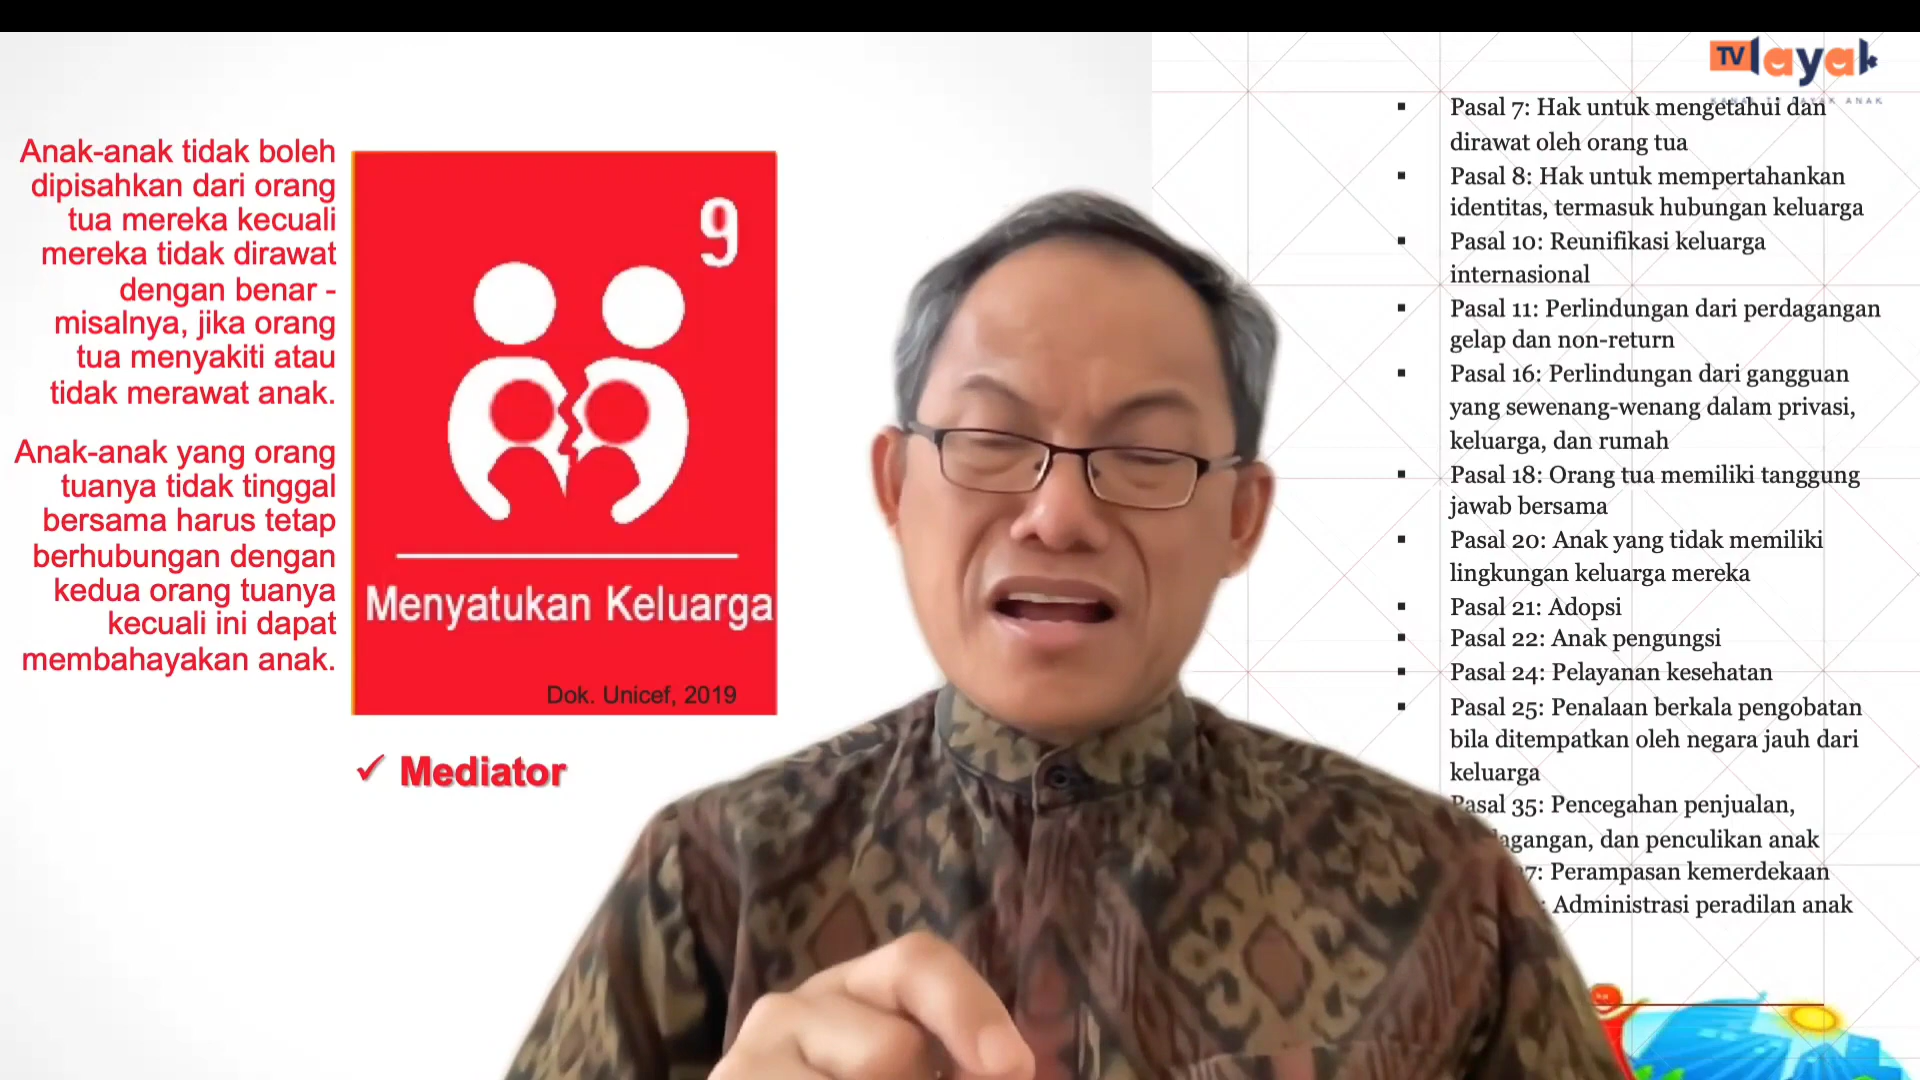 TV layak
Anak-anak tidak boleh
dipisahkan dari orang
tua mereka kecuali
mereka tidak dirawat
dengan benar -
misalnya, jika orang
tua menyakiti atau
tidak merawat anak.
Anak-anak yang orang
tuanya tidak tinggal
bersama harus tetap
berhubungan dengan
kedua orang tuanya
kecuali ini dapat
membahayakan anak.
9
Menyatukan Keluarga
Dok. Unicef, 2019
✓ Mediator
▪ Pasal 7: Hak untuk mengetahui dan
dirawat oleh orang tua
▪ Pasal 8: Hak untuk mempertahankan
identitas, termasuk hubungan keluarga
▪ Pasal 10: Reunifikasi keluarga
internasional
▪ Pasal 11: Perlindungan dari perdagangan
gelap dan non-return
▪ Pasal 16: Perlindungan dari gangguan
yang sewenang-wenang dalam privasi,
keluarga, dan rumah
▪ Pasal 18: Orang tua memiliki tanggung
jawab bersama
▪ Pasal 20: Anak yang tidak memiliki
lingkungan keluarga mereka
▪ Pasal 21: Adopsi
▪ Pasal 22: Anak pengungsi
▪ Pasal 24: Pelayanan kesehatan
▪ Pasal 25: Penalaan berkala pengobatan
bila ditempatkan oleh negara jauh dari
keluarga
Pasal 35: Pencegahan penjualan,
agangan, dan penculikan anak
7: Perampasan kemerdekaan
: Administrasi peradilan anak